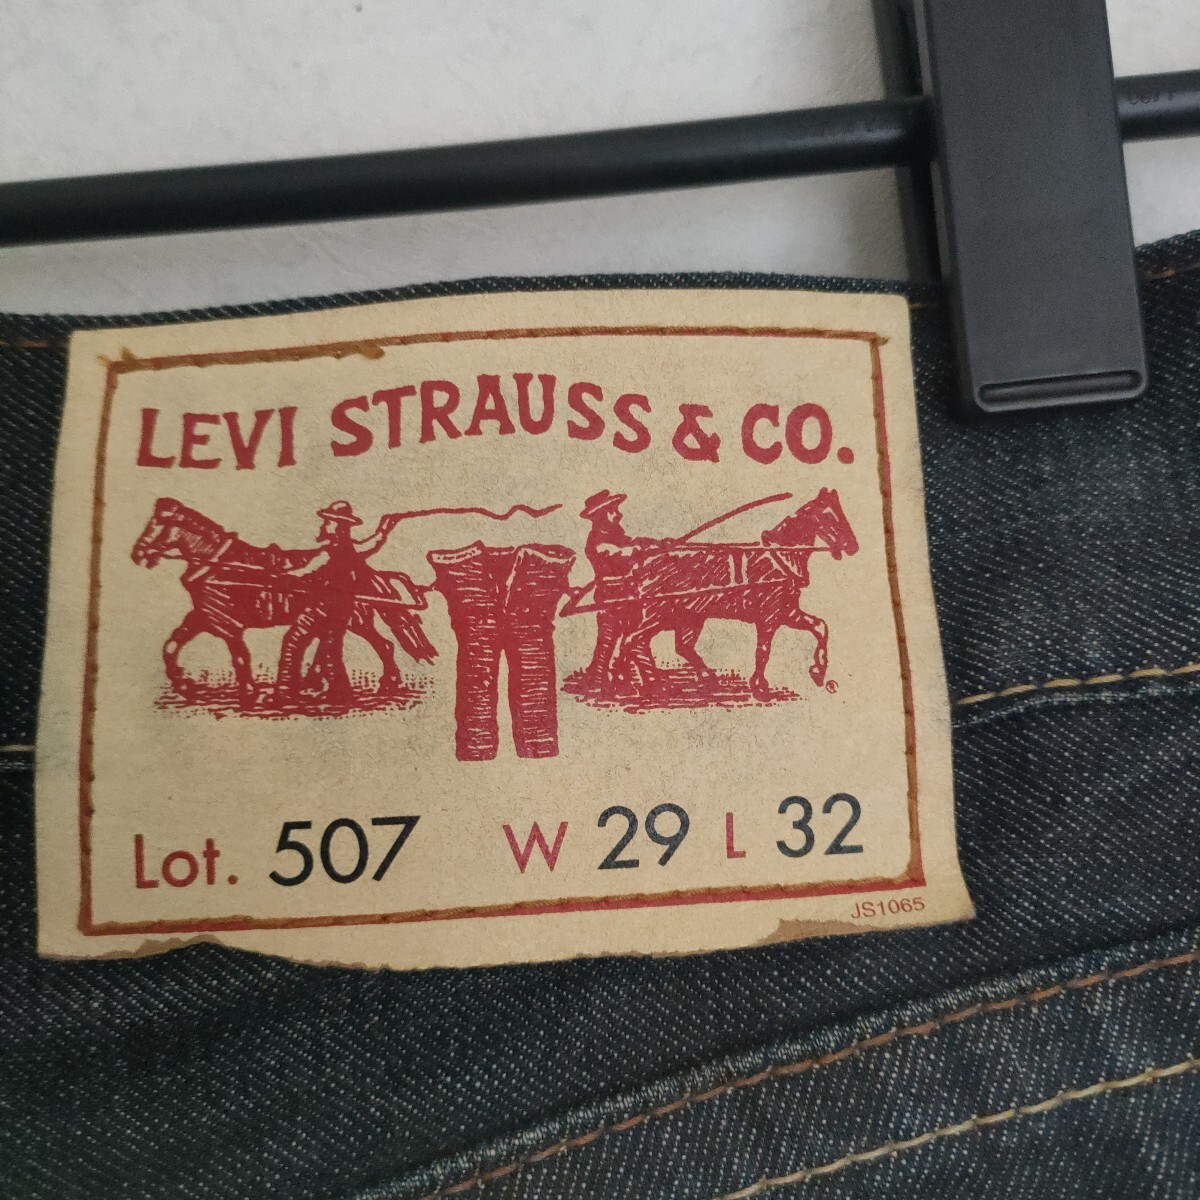 LEVI STRAUSS & CO.
®
Lot. 507 W 29 L 32
JS1065